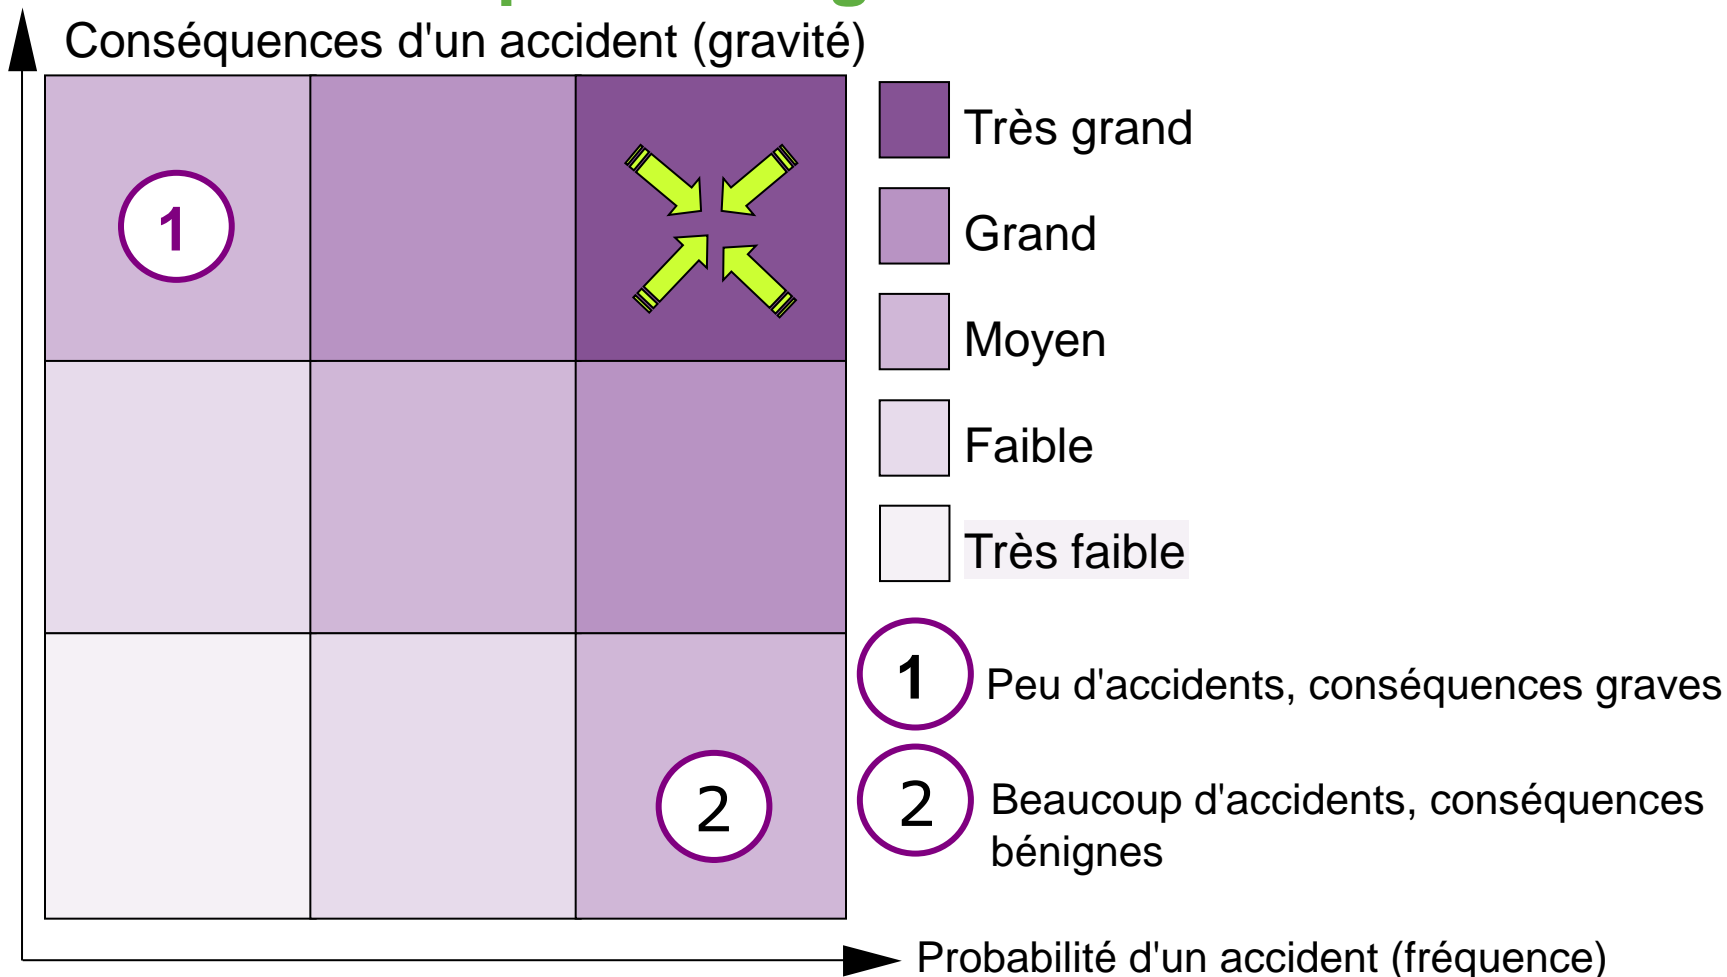 Conséquences d'un accident (gravité)
1
Très grand
Grand
Moyen
Faible
Très faible
1 Peu d'accidents, conséquences graves
2
2 Beaucoup d'accidents, conséquences
bénignes
Probabilité d'un accident (fréquence)